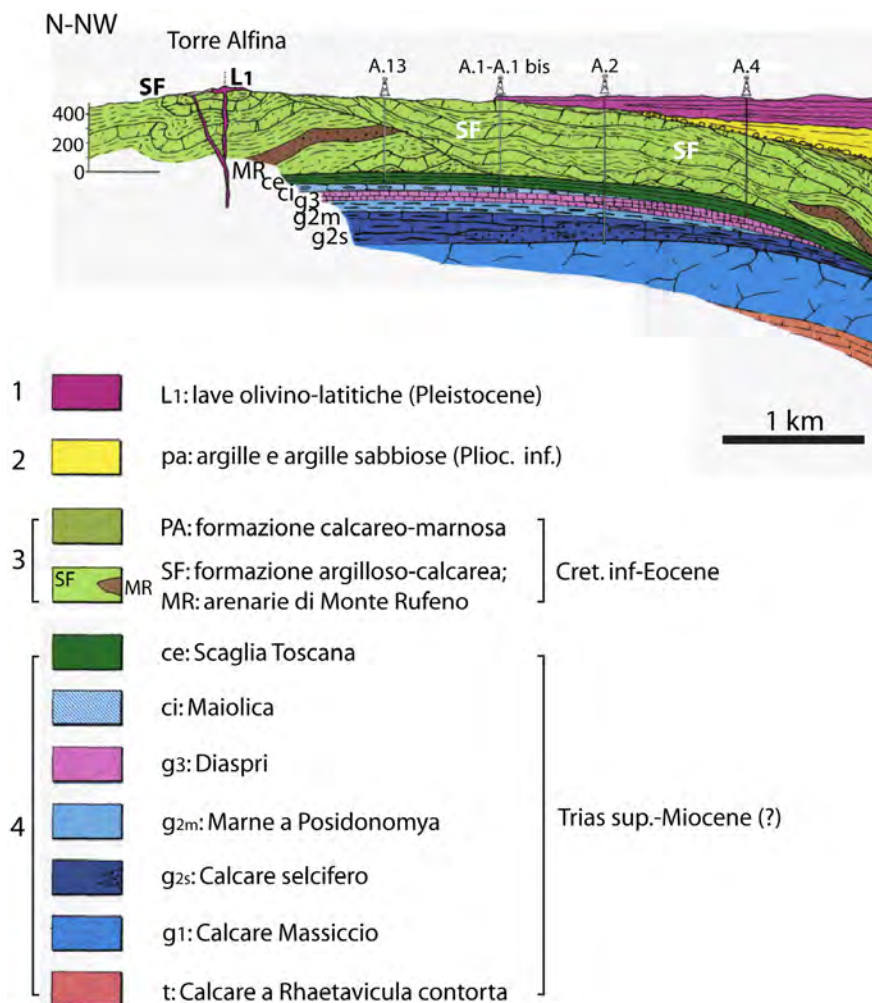 N-NW
Torre Alfina
SF
L1
A.13
A.1-A.1 bis
A.2
A.4
400
200
0
SF
SF
MR
ce
ci
g3
g2m
g2s
1 km
1
L1: lave olivino-latitiche (Pleistocene)
2
pa: argille e argille sabbiose (Plioc. inf.)
3
PA: formazione calcareo-marnosa
SF
MR
SF: formazione argilloso-calcarea;
MR: arenarie di Monte Rufeno
Cret. inf-Eocene
4
ce: Scaglia Toscana
ci: Maiolica
g3: Diaspri
g2m: Marne a Posidonomya
g2s: Calcare selcifero
g1: Calcare Massiccio
t: Calcare a Rhaetavicula contorta
Trias sup.-Miocene (?)